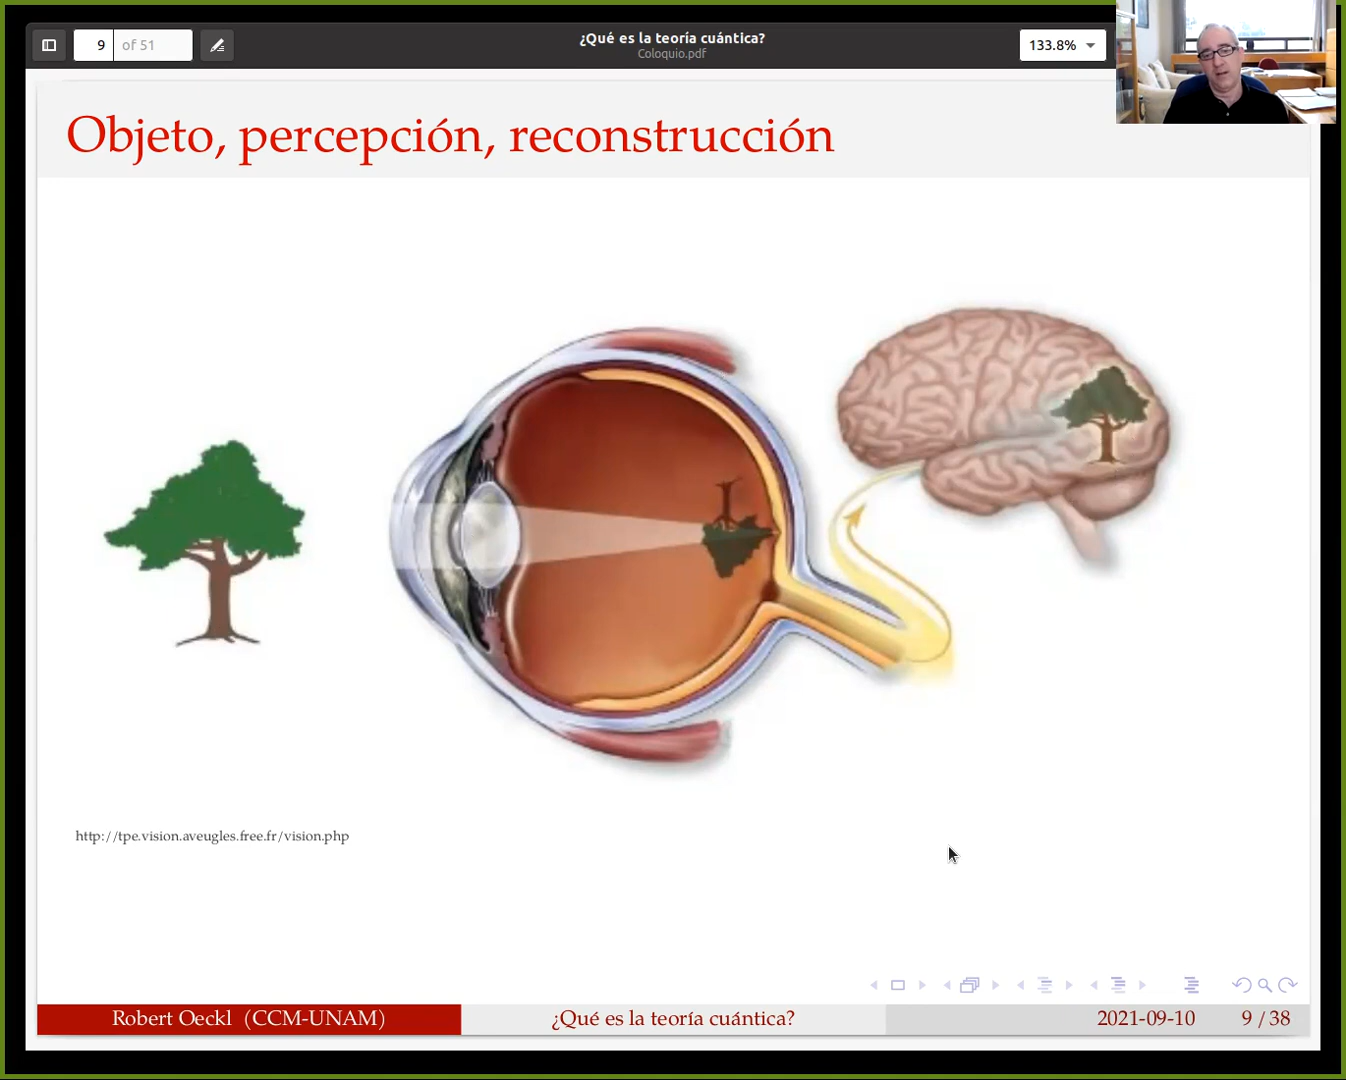 9 of 51
¿Qué es la teoría cuántica?
Coloquio.pdf
133.8%
Objeto, percepción, reconstrucción
http://tpe.vision.aveugles.free.fr/vision.php
Robert Oeckl (CCM-UNAM)
¿Qué es la teoría cuántica?
2021-09-10
9 / 38